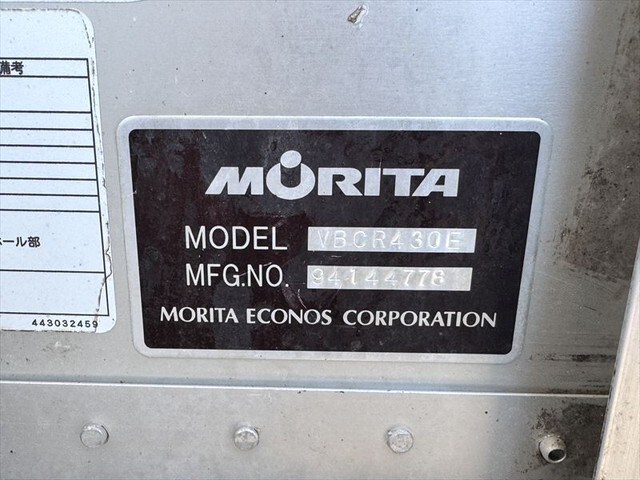 備考
ール部
443032459
MORITA
MODEL VBCR430E
MFG.NO. 94144778
MORITA ECONOS CORPORATION